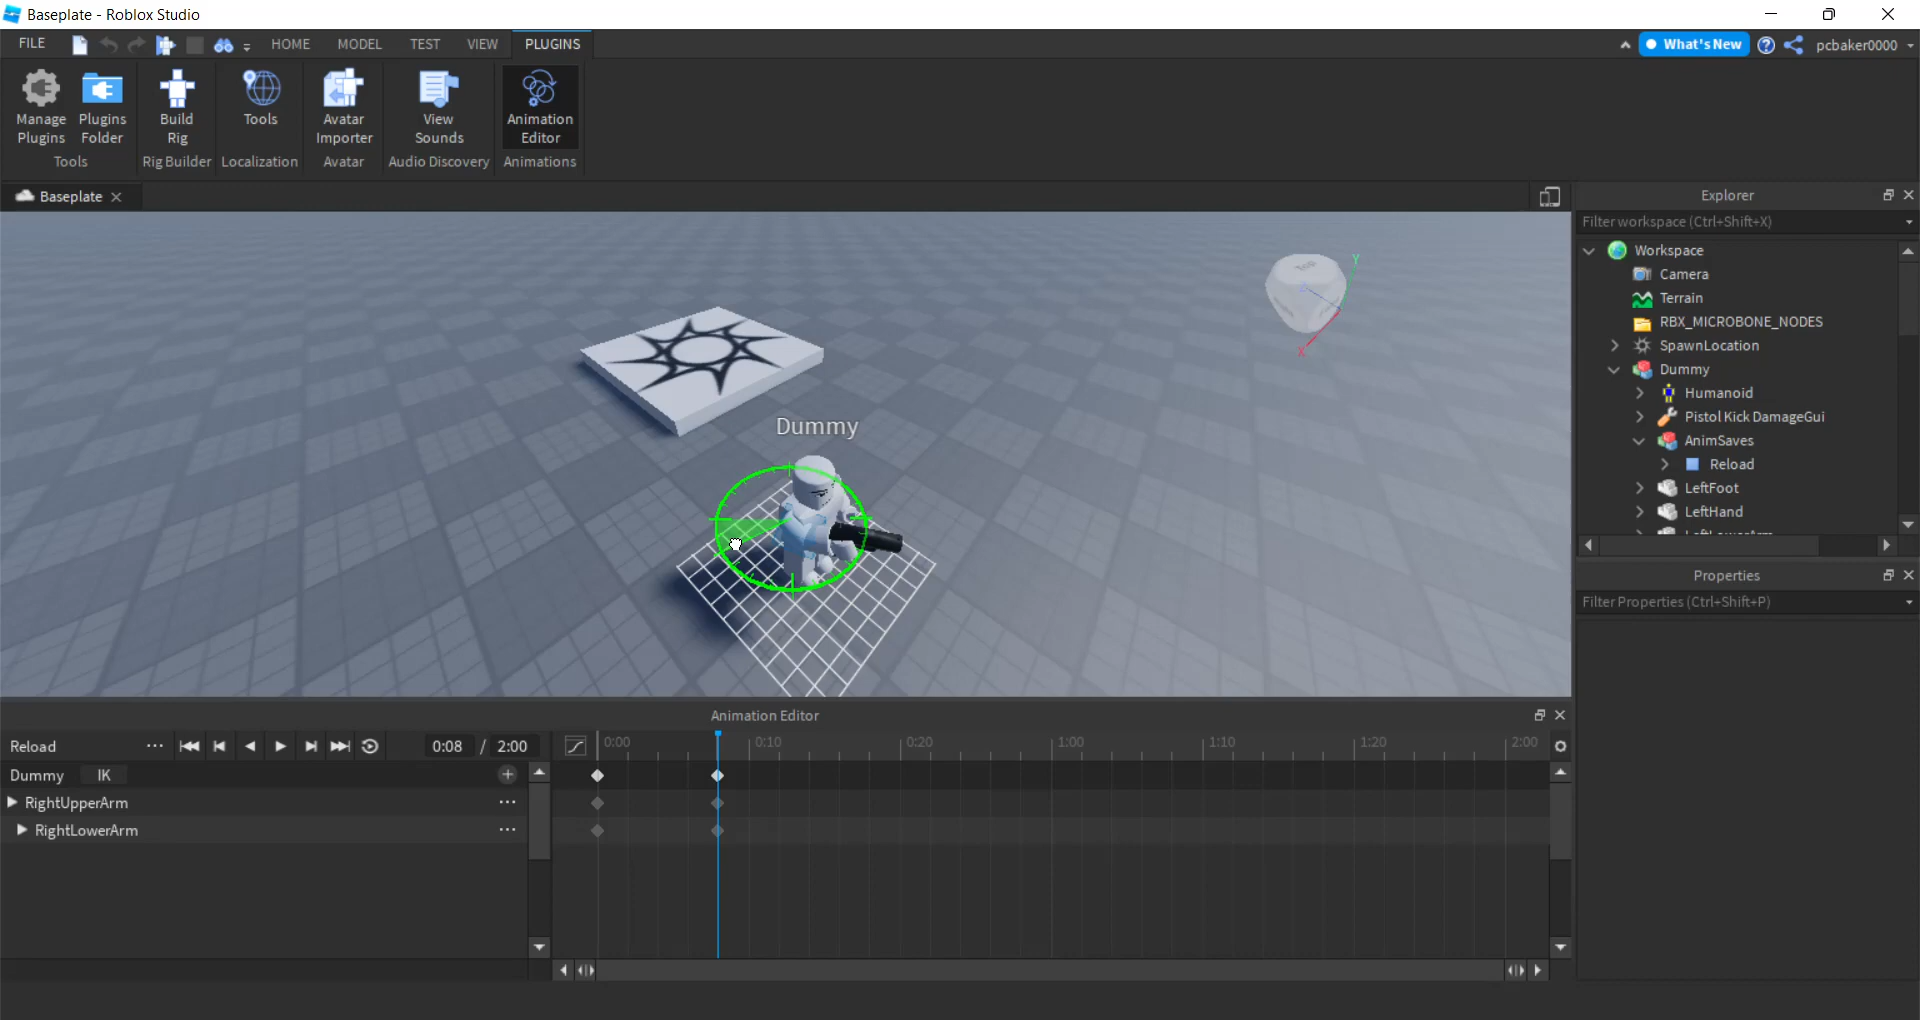 Baseplate - Roblox Studio
FILE
HOME
MODEL
TEST
VIEW
PLUGINS
What's New
pcbaker0000
Manage Plugins
Plugins Folder
Build Rig
Tools
Avatar Importer
View Sounds
Animation Editor
Tools
Rig Builder
Localization
Avatar
Audio Discovery
Animations
Baseplate
Explorer
Filter workspace (Ctrl+Shift+X)
Workspace
Camera
Terrain
RBX_MICROBONE_NODES
SpawnLocation
Dummy
Humanoid
Pistol Kick DamageGui
AnimSaves
Reload
LeftFoot
LeftHand
LeftLowerArm
Properties
Filter Properties (Ctrl+Shift+P)
Top
Y
Z
X
Dummy
Animation Editor
Reload
0:08 / 2:00
0:00
0:10
0:20
1:00
1:10
1:20
2:00
Dummy
IK
RightUpperArm
RightLowerArm